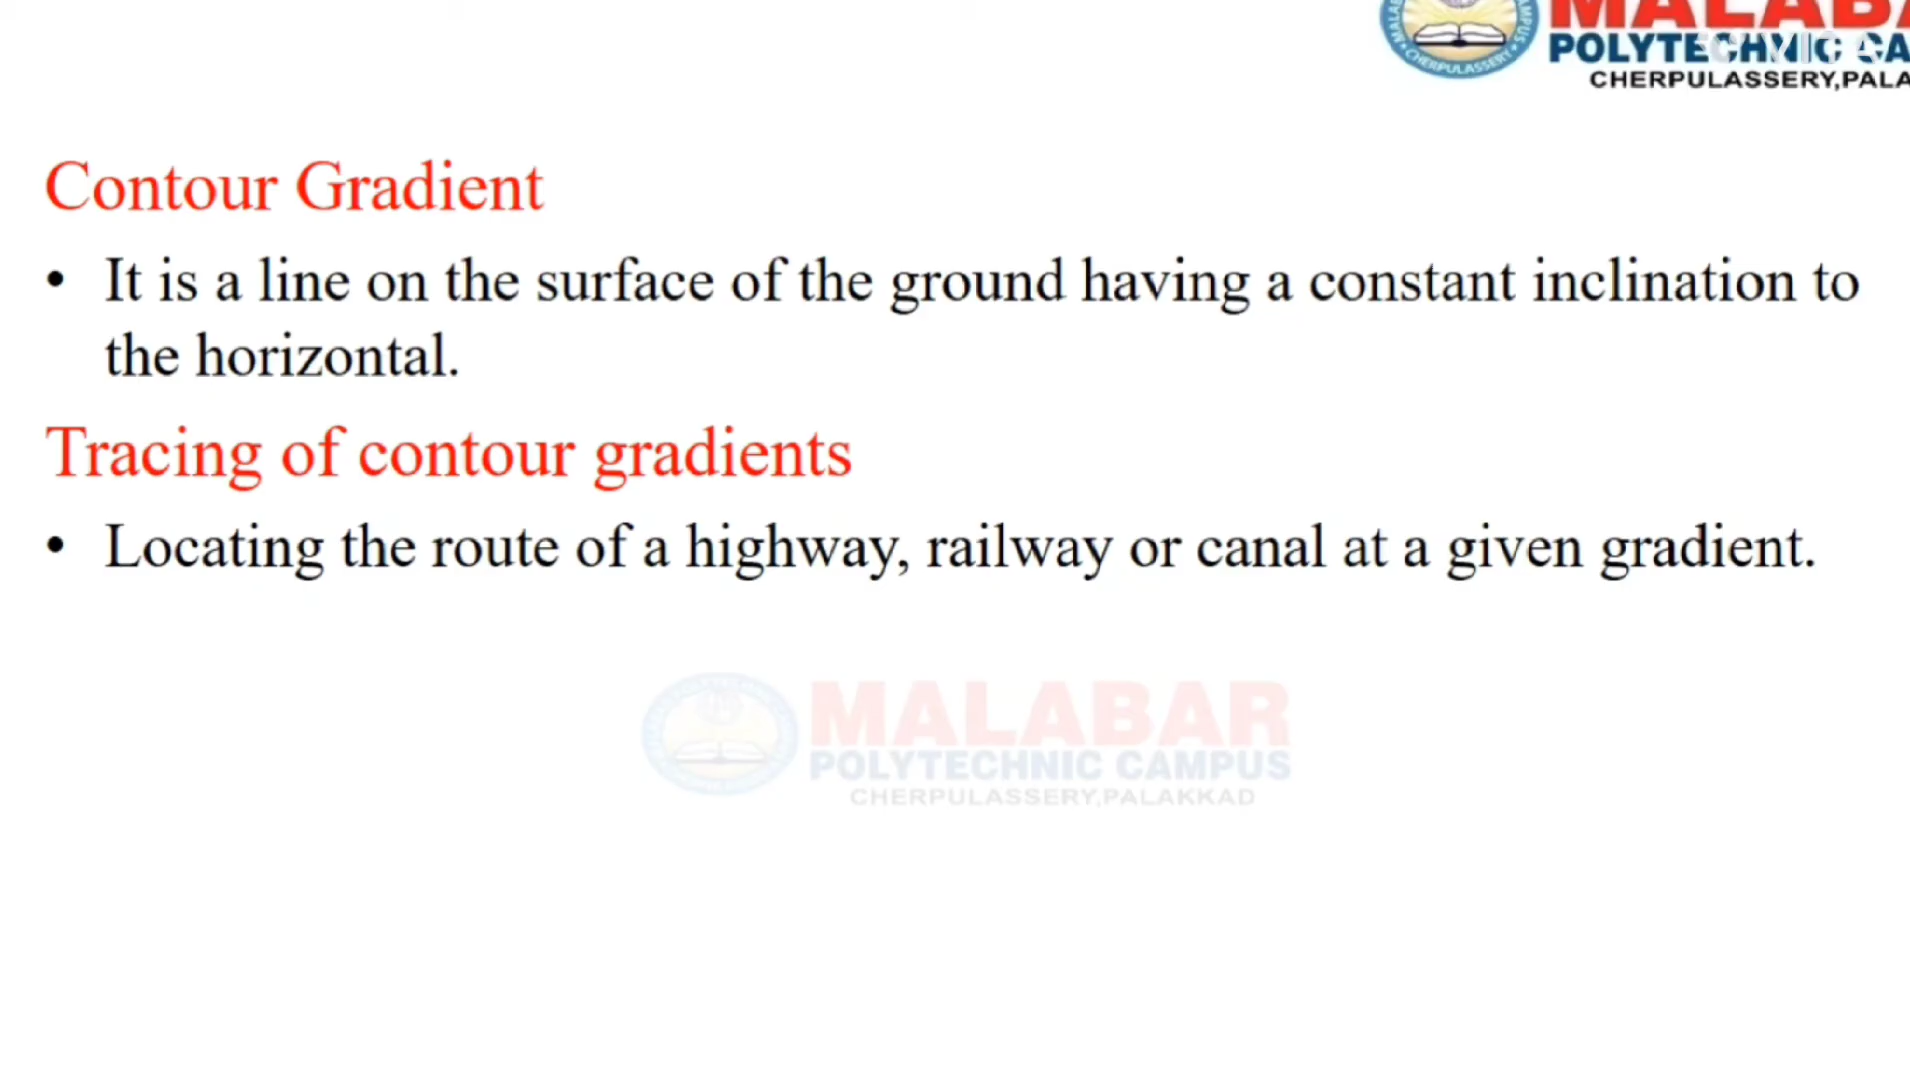 MALABA
POLYTECHNIC CA
CHERPULASSERY,PALA
Contour Gradient
• It is a line on the surface of the ground having a constant inclination to
the horizontal.
Tracing of contour gradients
• Locating the route of a highway, railway or canal at a given gradient.
MALABAR
POLYTECHNIC CAMPUS
CHERPULASSERY,PALAKKAD